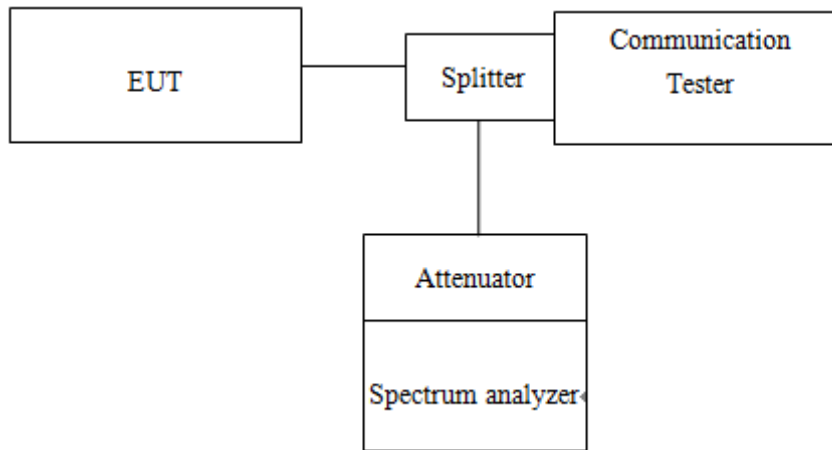 EUT
Splitter
Communication
Tester
Attenuator
Spectrum analyzer